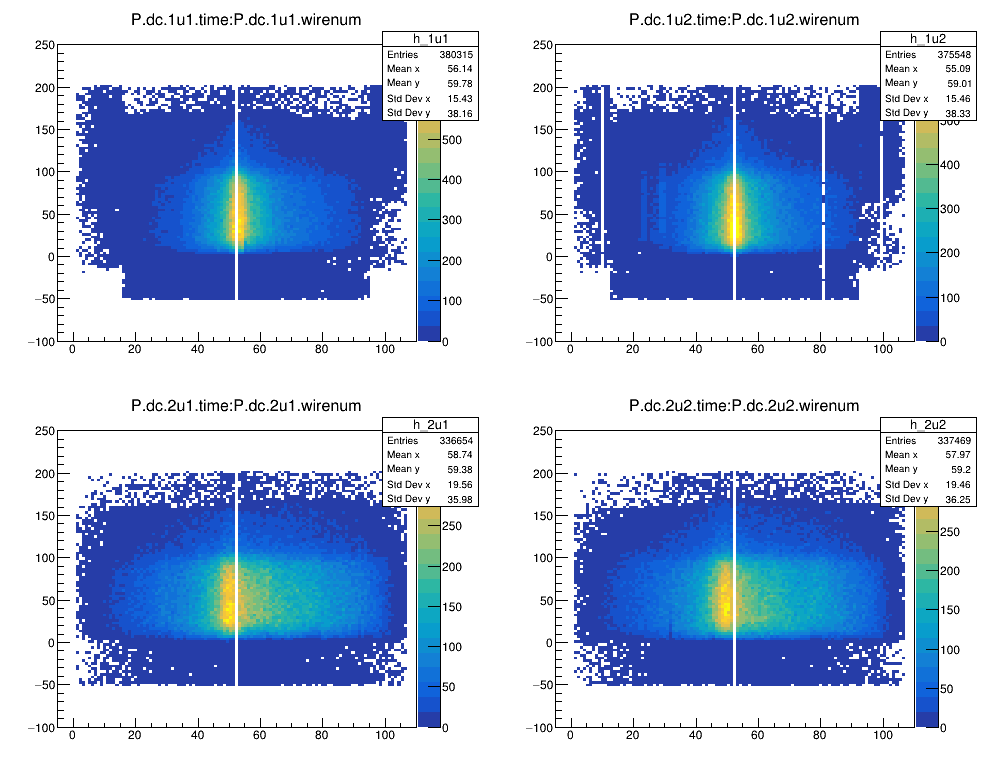 P.dc.1u1.time:P.dc.1u1.wirenum
h_1u1
Entries 380315
Mean x 56.14
Mean y 59.78
Std Dev x 15.43
Std Dev y 38.16
250
200
150
100
50
0
−50
−100
0 20 40 60 80 100
500
400
300
200
100
0
P.dc.1u2.time:P.dc.1u2.wirenum
h_1u2
Entries 375548
Mean x 55.09
Mean y 59.01
Std Dev x 15.46
Std Dev y 38.33
250
200
150
100
50
0
−50
−100
0 20 40 60 80 100
500
400
300
200
100
0
P.dc.2u1.time:P.dc.2u1.wirenum
h_2u1
Entries 336654
Mean x 58.74
Mean y 59.38
Std Dev x 19.56
Std Dev y 35.98
250
200
150
100
50
0
−50
−100
0 20 40 60 80 100
250
200
150
100
50
0
P.dc.2u2.time:P.dc.2u2.wirenum
h_2u2
Entries 337469
Mean x 57.97
Mean y 59.2
Std Dev x 19.46
Std Dev y 36.25
250
200
150
100
50
0
−50
−100
0 20 40 60 80 100
250
200
150
100
50
0